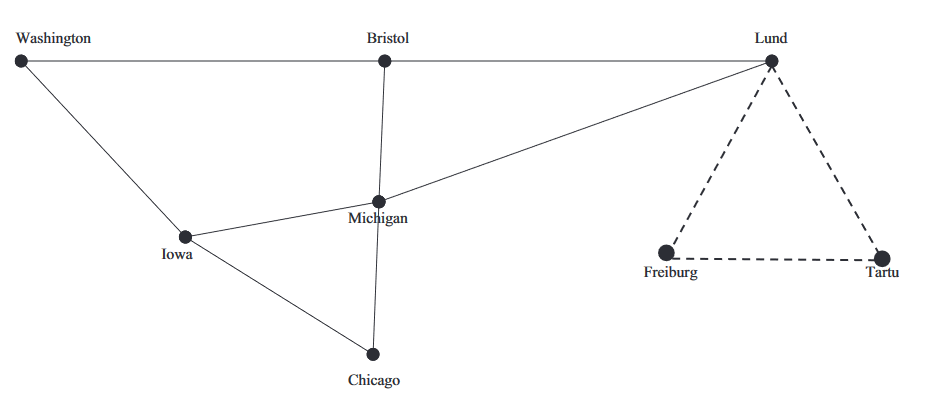 Washington
Bristol
Lund
Michigan
Iowa
Freiburg
Tartu
Chicago